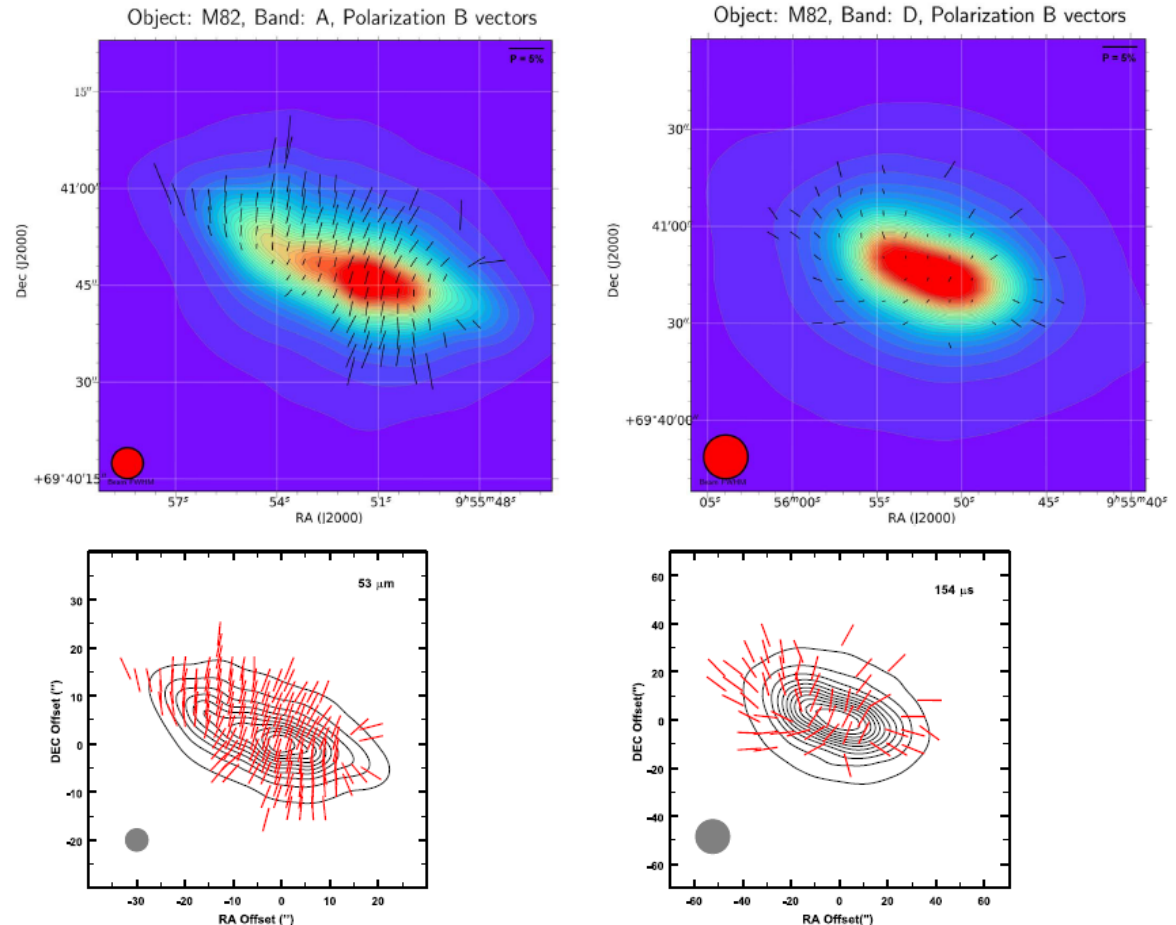 Object: M82, Band: A, Polarization B vectors
P = 5%
15″
41′00″
45″
30″
+69°40′15″
Beam FWHM
57ˢ
54ˢ
51ˢ
9ʰ55ᵐ48ˢ
RA (J2000)
Dec (J2000)
Object: M82, Band: D, Polarization B vectors
P = 5%
30″
41′00″
30″
+69°40′00″
Beam FWHM
05ˢ
56ᵐ00ˢ
55ˢ
50ˢ
45ˢ
9ʰ55ᵐ40ˢ
RA (J2000)
Dec (J2000)
53 µm
30
20
10
0
-10
-20
-30
-20
-10
0
10
20
RA Offset (")
DEC Offset (")
154 µs
60
40
20
0
-20
-40
-60
-60
-40
-20
0
20
40
60
RA Offset(")
DEC Offset(")